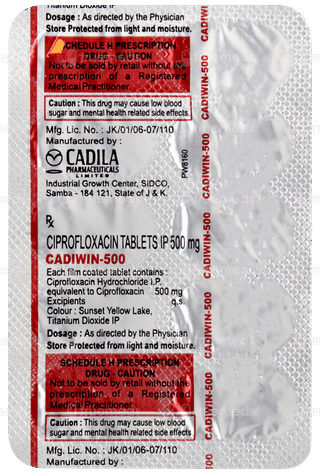 Titanium Dioxide IP
Dosage : As directed by the Physician
Store Protected from light and moisture.
SCHEDULE H PRESCRIPTION
DRUG - CAUTION
Not to be sold by retail without the
prescription of a Registered
Medical Practitioner.
Caution : This drug may cause low blood
sugar and mental health related side effects.
Mfg. Lic. No. : JK/01/06-07/110
Manufactured by :
CADILA
PHARMACEUTICALS
LIMITED
Industrial Growth Center, SIDCO,
Samba - 184 121, State of J & K.
PW8160
℞
CIPROFLOXACIN TABLETS IP 500 mg
CADIWIN-500
Each film coated tablet contains :
Ciprofloxacin Hydrochloride I.P.
equivalent to Ciprofloxacin 500 mg
Excipients q.s.
Colour : Sunset Yellow Lake,
Titanium Dioxide IP
Dosage : As directed by the Physician
Store Protected from light and moisture.
SCHEDULE H PRESCRIPTION
DRUG - CAUTION
Not to be sold by retail without the
prescription of a Registered
Medical Practitioner.
Caution : This drug may cause low blood
sugar and mental health related side effects
Mfg. Lic. No. : JK/01/06-07/110
Manufactured by :
CADIWIN-500
CADIWIN-500
CADIWIN-500
CADIWIN-500
CADIWIN-500